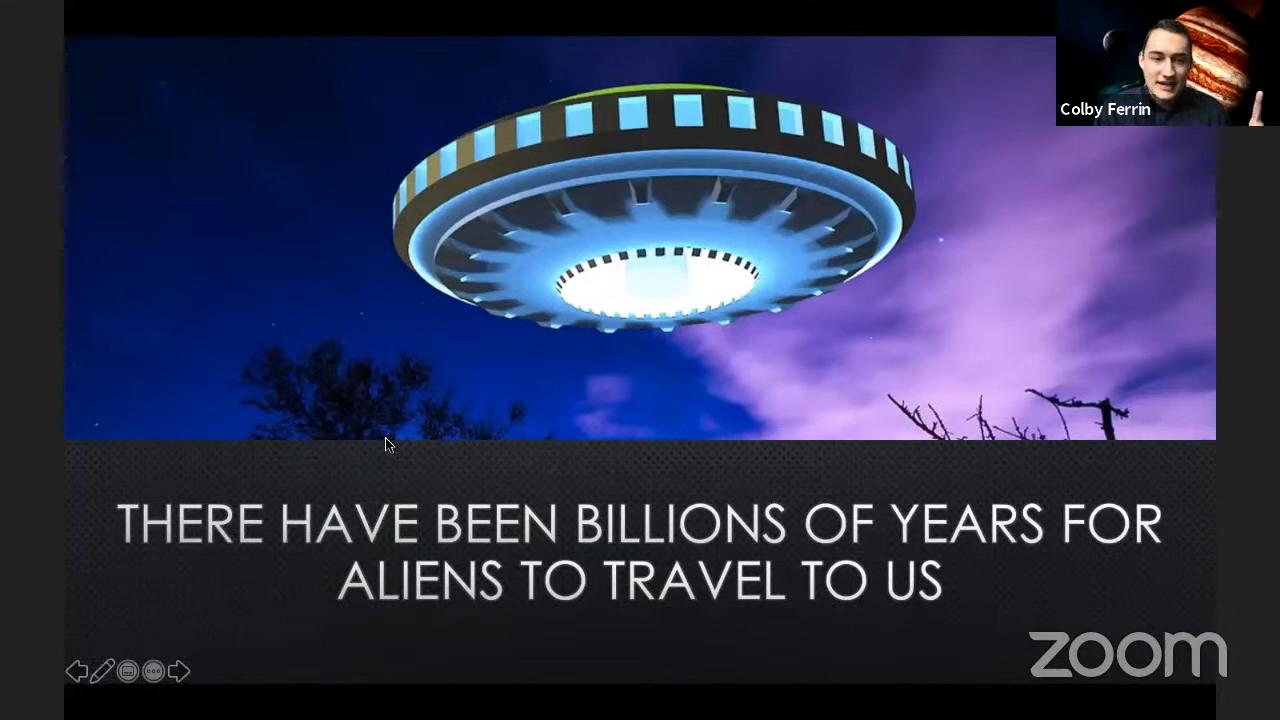 Colby Ferrin
THERE HAVE BEEN BILLIONS OF YEARS FOR
ALIENS TO TRAVEL TO US
zoom